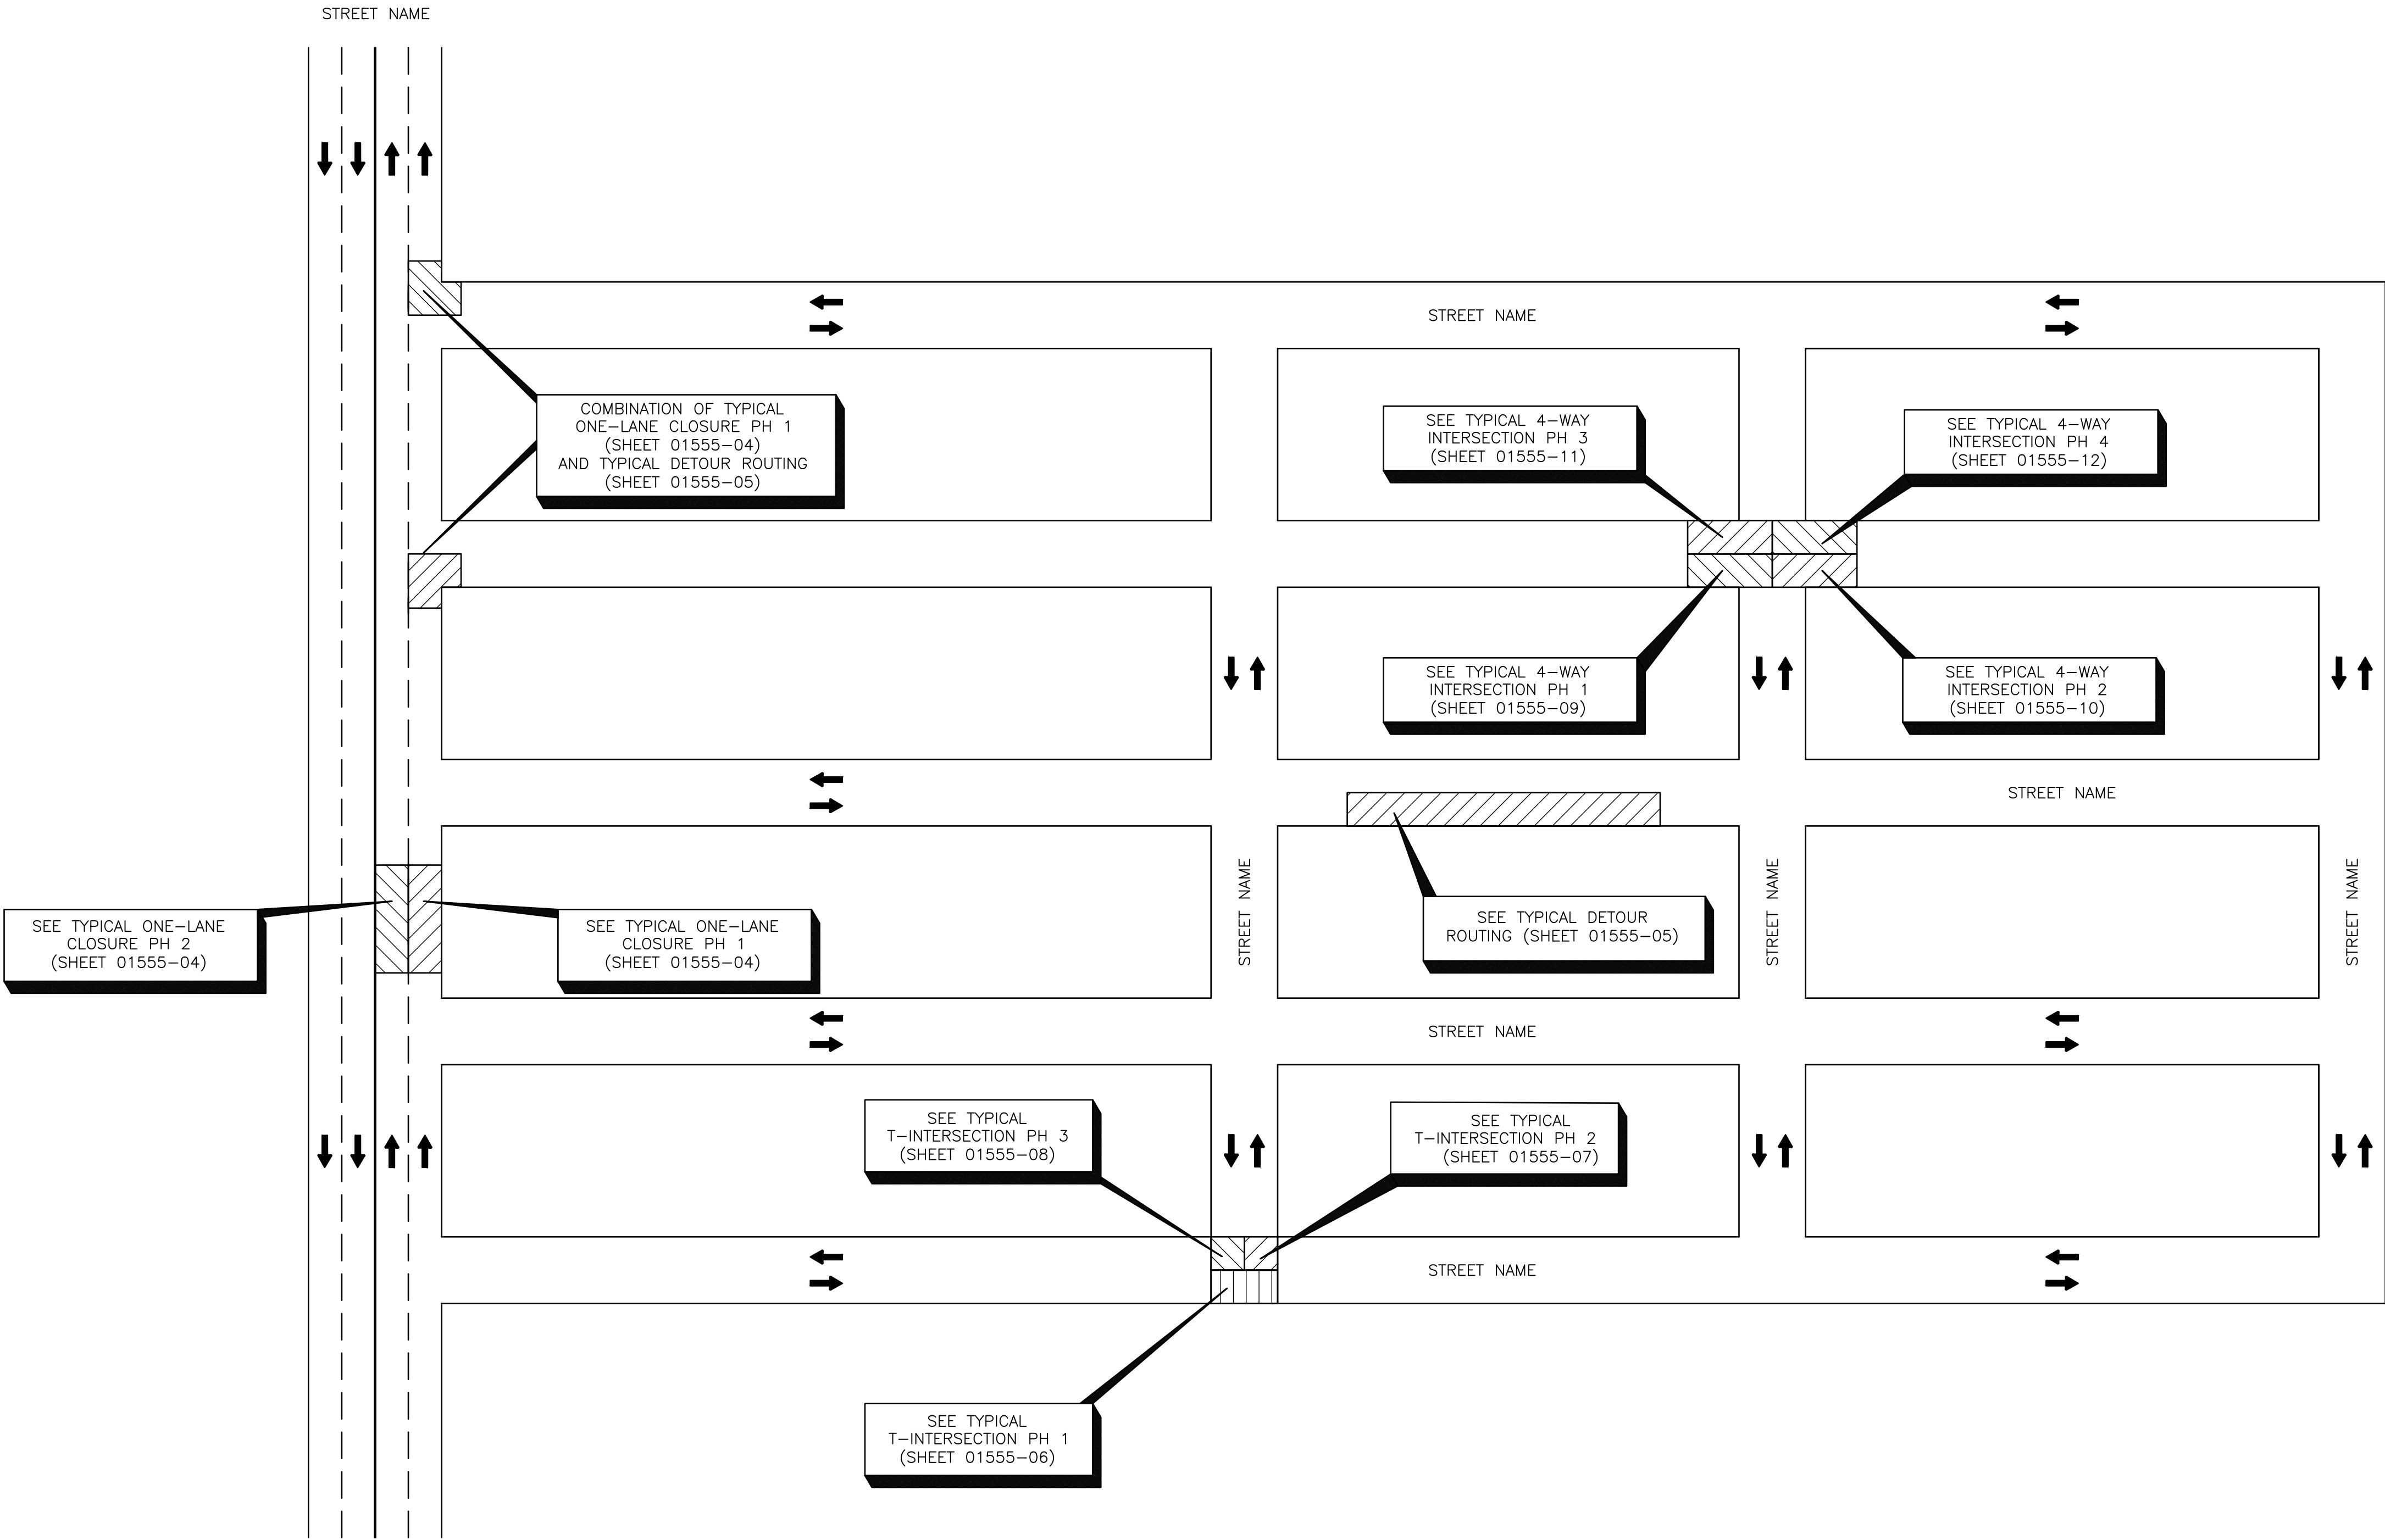 STREET NAME
STREET NAME
COMBINATION OF TYPICAL
ONE-LANE CLOSURE PH 1
(SHEET 01555-04)
AND TYPICAL DETOUR ROUTING
(SHEET 01555-05)
SEE TYPICAL 4-WAY
INTERSECTION PH 3
(SHEET 01555-11)
SEE TYPICAL 4-WAY
INTERSECTION PH 4
(SHEET 01555-12)
SEE TYPICAL 4-WAY
INTERSECTION PH 1
(SHEET 01555-09)
SEE TYPICAL 4-WAY
INTERSECTION PH 2
(SHEET 01555-10)
STREET NAME
STREET NAME
STREET NAME
STREET NAME
SEE TYPICAL ONE-LANE
CLOSURE PH 2
(SHEET 01555-04)
SEE TYPICAL ONE-LANE
CLOSURE PH 1
(SHEET 01555-04)
SEE TYPICAL DETOUR
ROUTING (SHEET 01555-05)
STREET NAME
SEE TYPICAL
T-INTERSECTION PH 3
(SHEET 01555-08)
SEE TYPICAL
T-INTERSECTION PH 2
(SHEET 01555-07)
STREET NAME
SEE TYPICAL
T-INTERSECTION PH 1
(SHEET 01555-06)